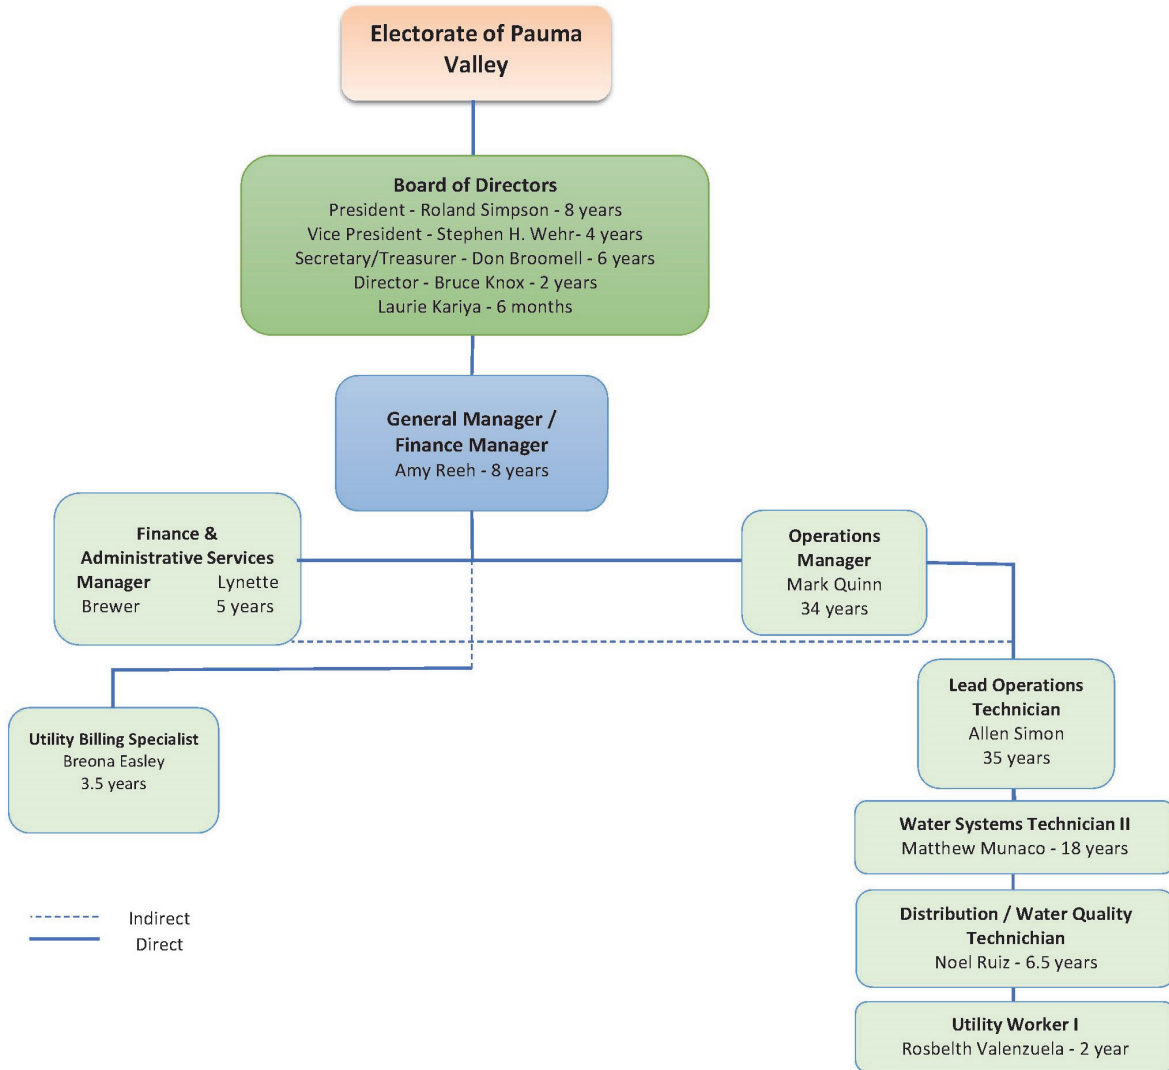 Electorate of Pauma
Valley
Board of Directors
President - Roland Simpson - 8 years
Vice President - Stephen H. Wehr- 4 years
Secretary/Treasurer - Don Broomell - 6 years
Director - Bruce Knox - 2 years
Laurie Kariya - 6 months
General Manager /
Finance Manager
Amy Reeh - 8 years
Finance &
Administrative Services
Manager Lynette
Brewer 5 years
Operations
Manager
Mark Quinn
34 years
Utility Billing Specialist
Breona Easley
3.5 years
Lead Operations
Technician
Allen Simon
35 years
Water Systems Technician II
Matthew Munaco - 18 years
Distribution / Water Quality
Technichian
Noel Ruiz - 6.5 years
Utility Worker I
Rosbelth Valenzuela - 2 year
Indirect
Direct